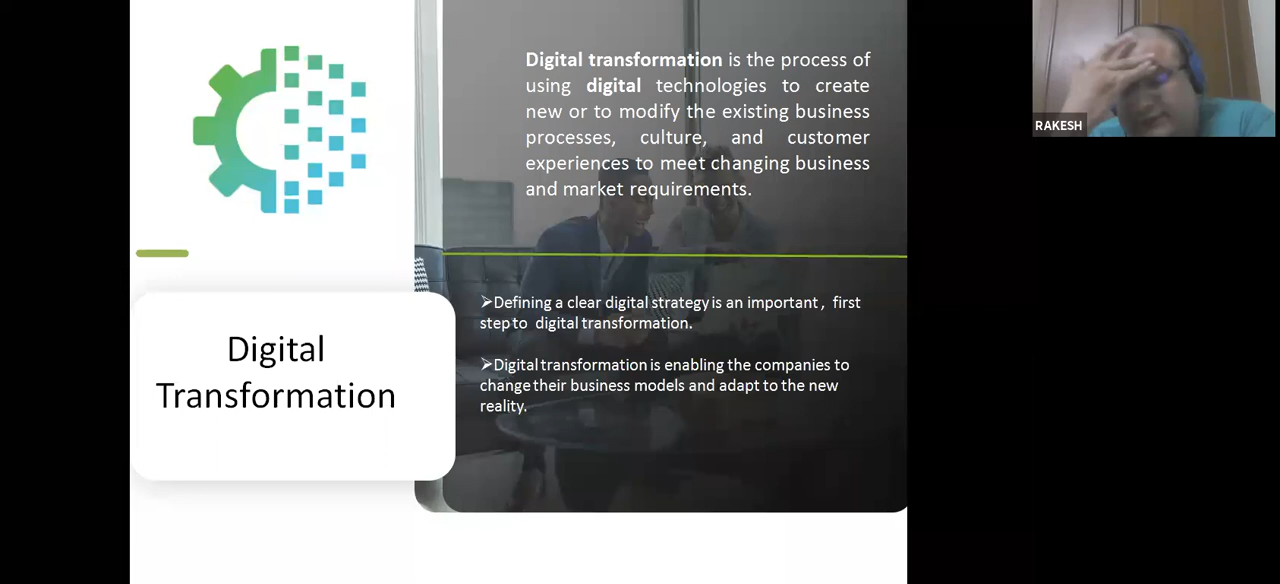 Digital transformation is the process of
using digital technologies to create
new or to modify the existing business
processes, culture, and customer
experiences to meet changing business
and market requirements.
RAKESH
➢Defining a clear digital strategy is an important , first
step to digital transformation.
➢Digital transformation is enabling the companies to
change their business models and adapt to the new
reality.
Digital
Transformation